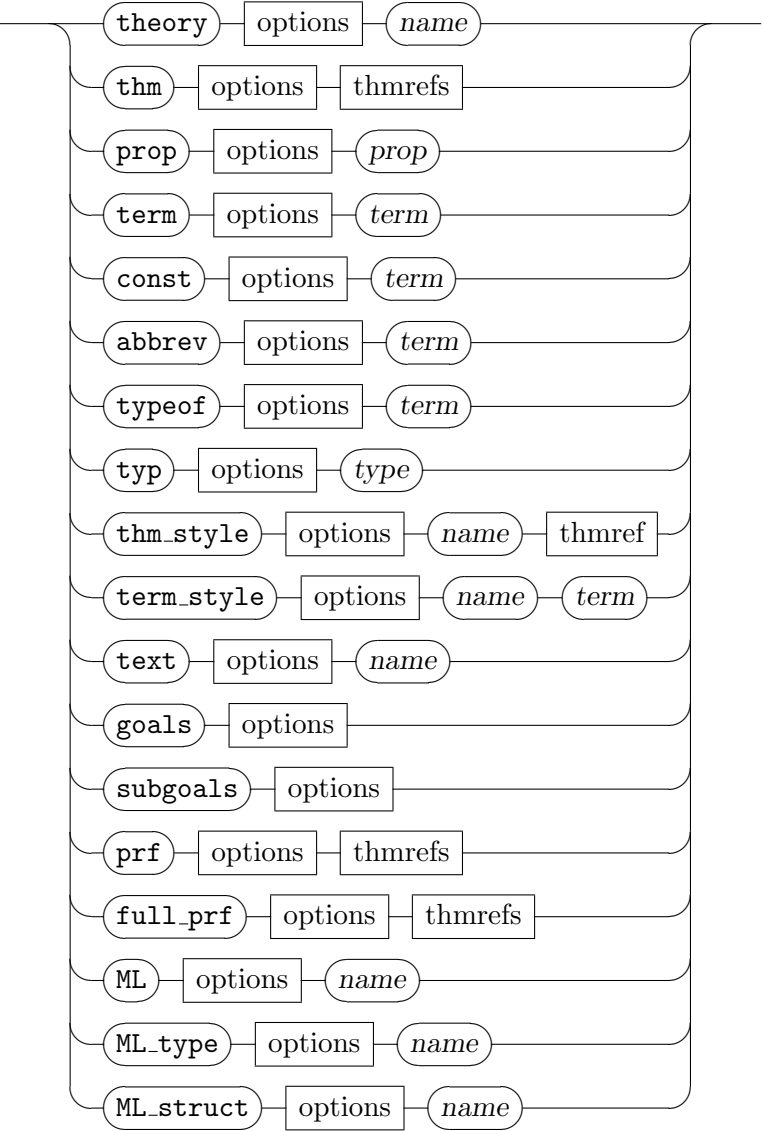 theory options name
thm options thmrefs
prop options prop
term options term
const options term
abbrev options term
typeof options term
typ options type
thm_style options name thmref
term_style options name term
text options name
goals options
subgoals options
prf options thmrefs
full_prf options thmrefs
ML options name
ML_type options name
ML_struct options name